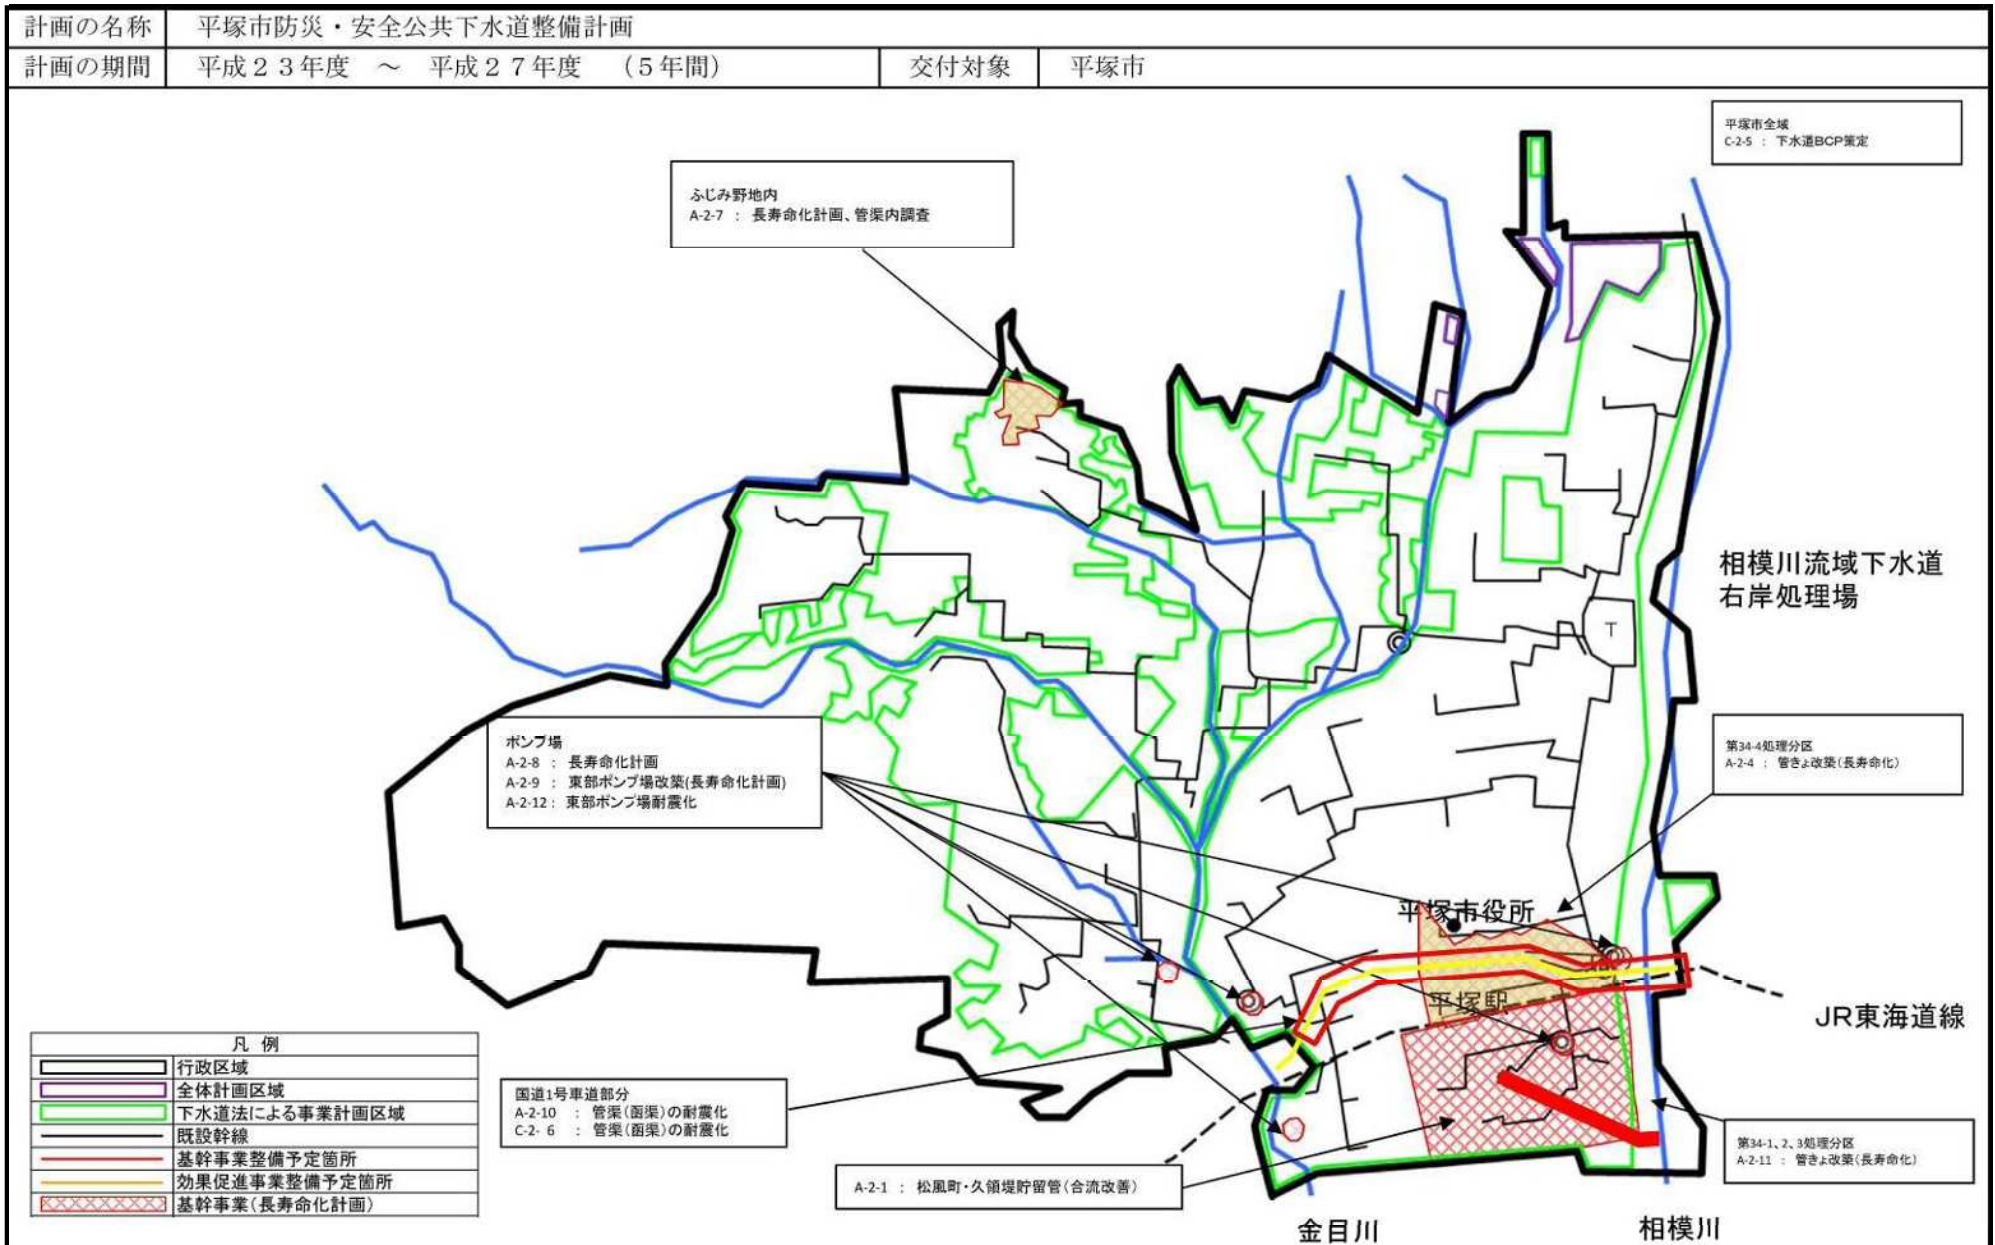 計画の名称 平塚市防災・安全公共下水道整備計画
計画の期間 平成23年度 ～ 平成27年度 （5年間） 交付対象 平塚市
平塚市全域
C-2-5 ： 下水道BCP策定
ふじみ野地内
A-2-7 ： 長寿命化計画、管渠内調査
相模川流域下水道
右岸処理場
T
ポンプ場
A-2-8 ： 長寿命化計画
A-2-9 ： 東部ポンプ場改築(長寿命化計画)
A-2-12： 東部ポンプ場耐震化
第34-4処理分区
A-2-4 ： 管きょ改築(長寿命化)
平塚市役所
平塚駅
JR東海道線
凡 例
行政区域
全体計画区域
下水道法による事業計画区域
既設幹線
基幹事業整備予定箇所
効果促進事業整備予定箇所
基幹事業(長寿命化計画)
国道1号車道部分
A-2-10 ： 管渠(函渠)の耐震化
C-2- 6 ： 管渠(函渠)の耐震化
A-2-1 ： 松風町・久領堤貯留管(合流改善)
第34-1、2、3処理分区
A-2-11 ： 管きょ改築(長寿命化)
金目川
相模川